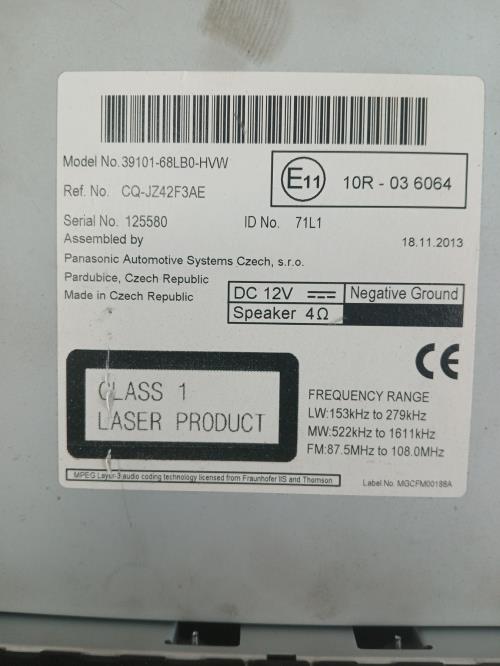 Model No. 39101-68LB0-HVW
E11 10R - 03 6064
Ref. No. CQ-JZ42F3AE
Serial No. 125580 ID No. 71L1
Assembled by 18.11.2013
Panasonic Automotive Systems Czech, s.r.o.
Pardubice, Czech Republic
Made in Czech Republic
DC 12V Negative Ground
Speaker 4Ω
CE
CLASS 1
LASER PRODUCT
FREQUENCY RANGE
LW:153kHz to 279kHz
MW:522kHz to 1611kHz
FM:87.5MHz to 108.0MHz
MPEG Layer-3 audio coding technology licensed from Fraunhofer IIS and Thomson
Label No. MGCFM00188A